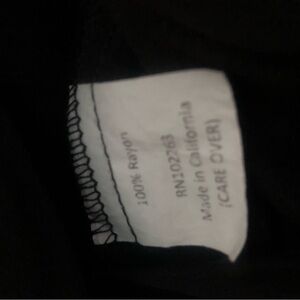 100% Rayon
RN102263
Made in California
(CARE OVER)